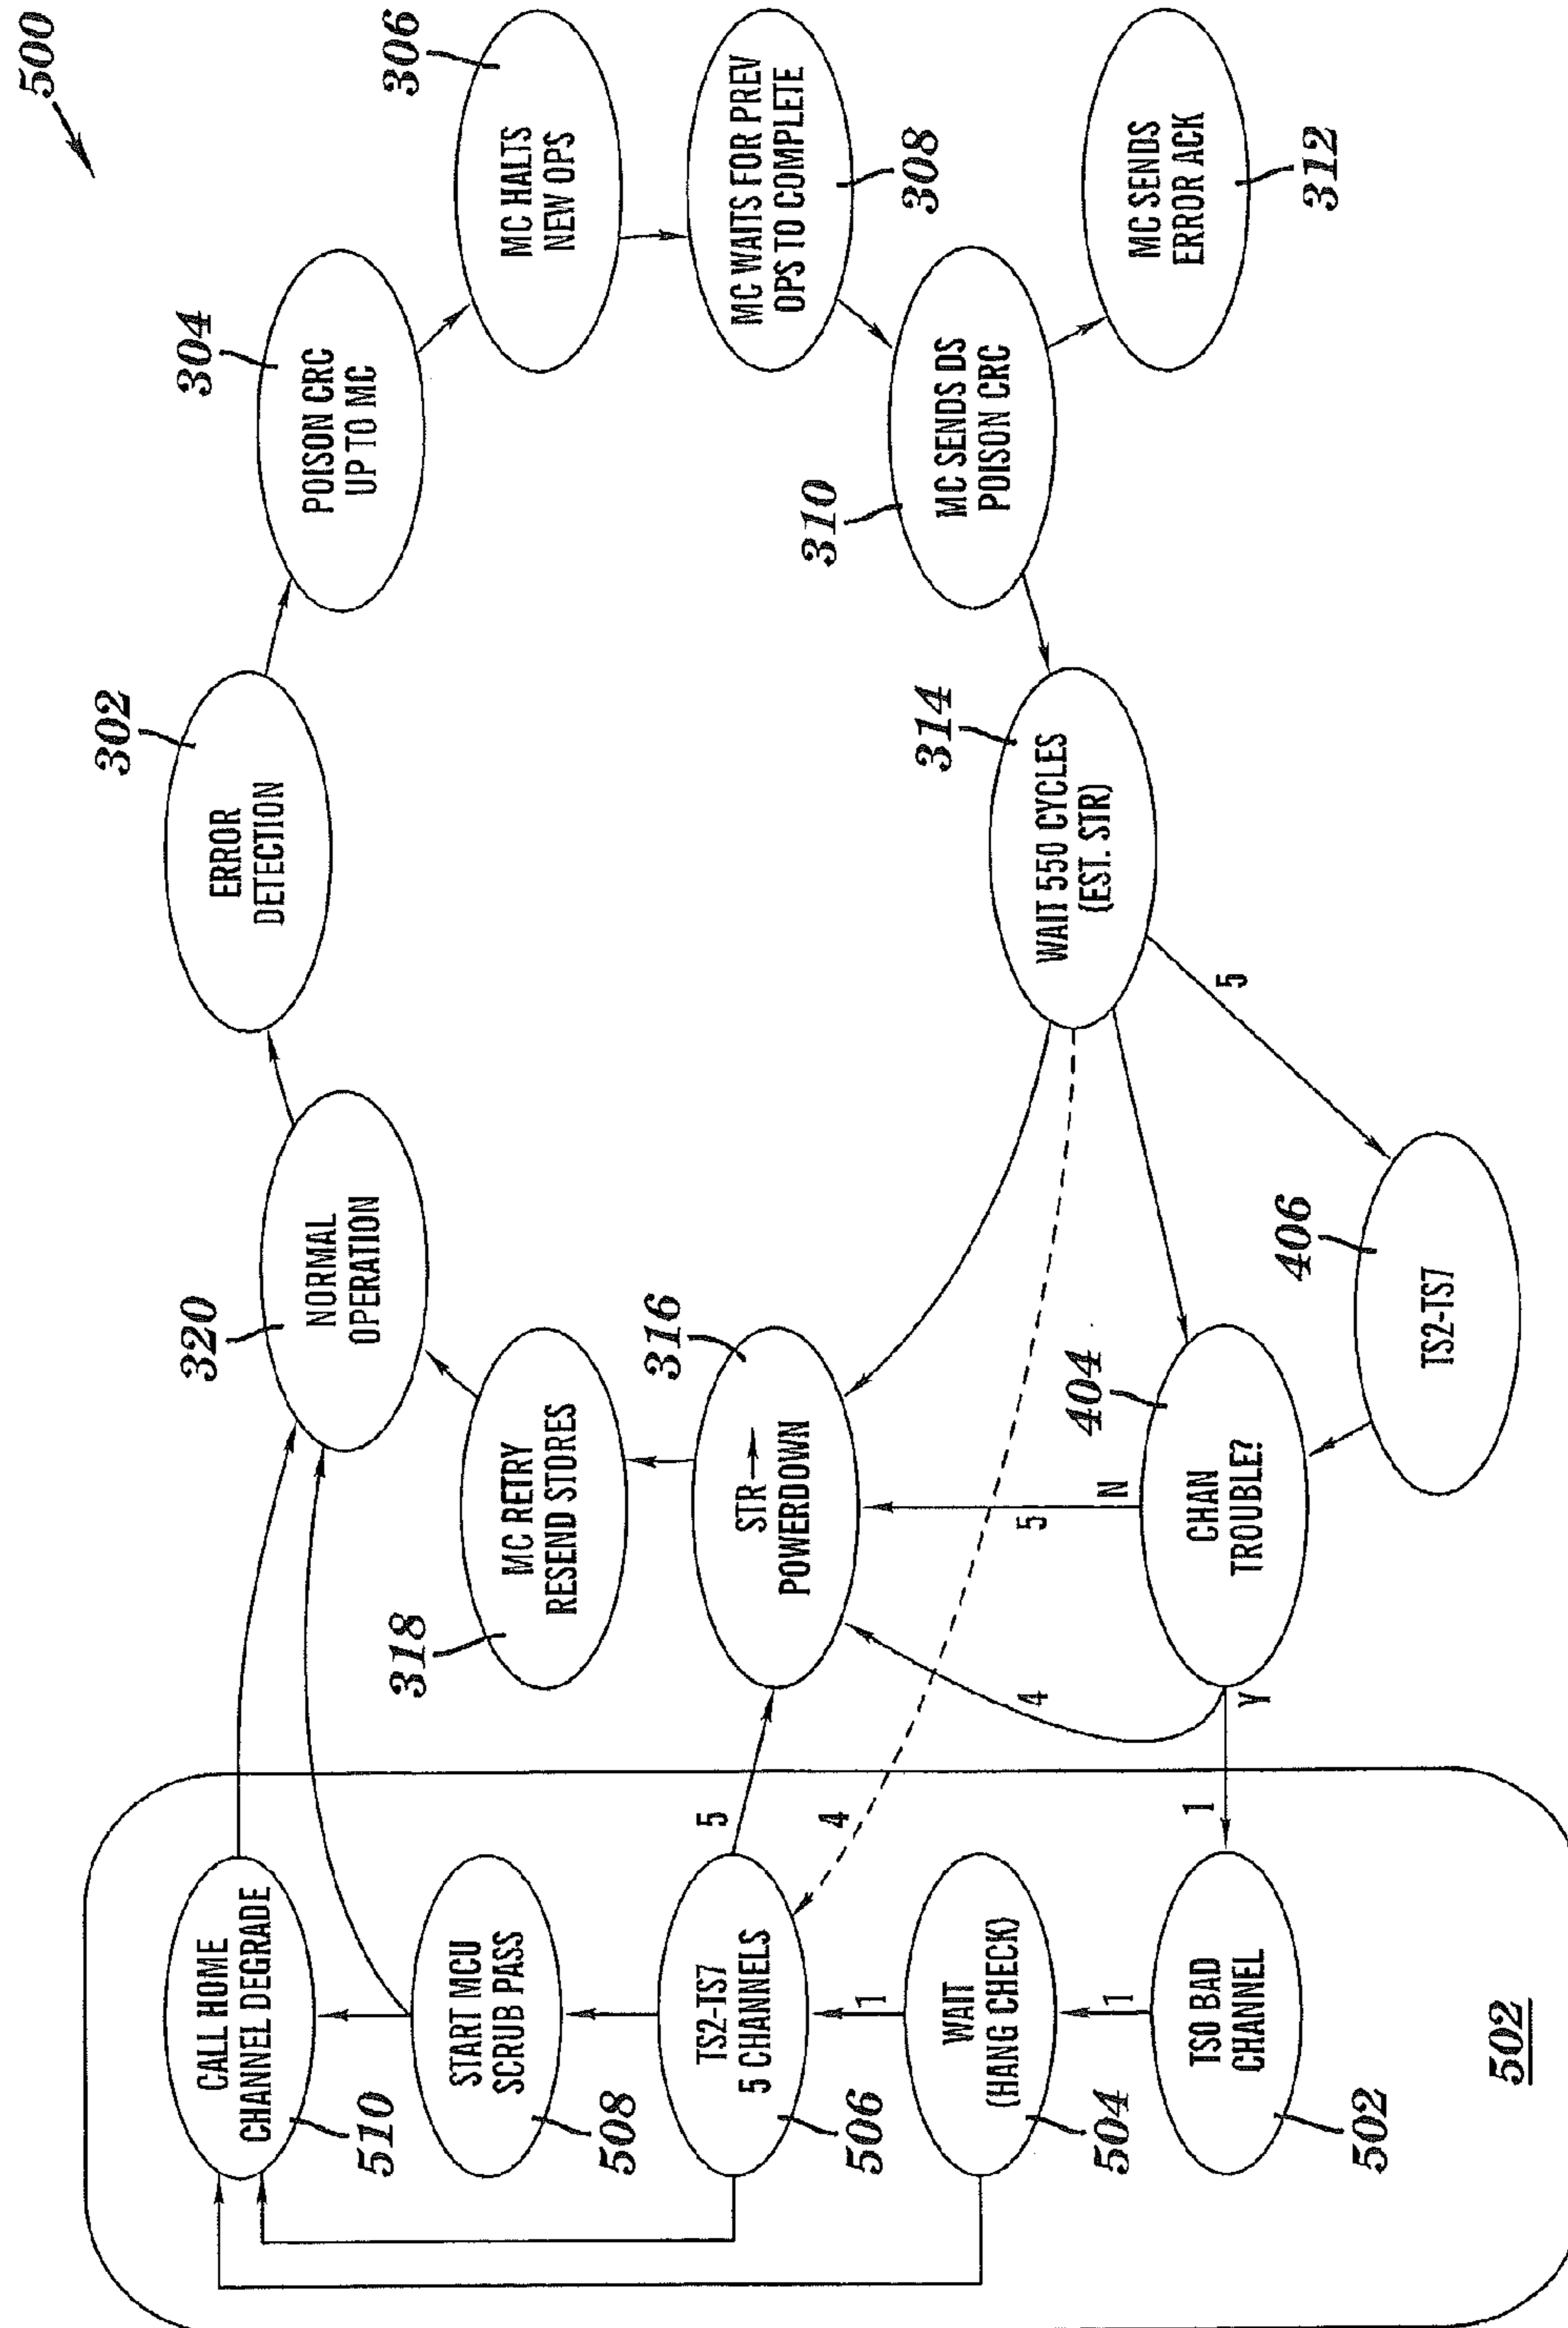 500
302
ERROR
DETECTION
304
POISON CRC
UP TO MC
306
MC HALTS
NEW OPS
MC WAITS FOR PREV
OPS TO COMPLETE
308
310
MC SENDS DS
POISON CRC
MC SENDS
ERROR ACK
312
314
WAIT 550 CYCLES
(EST. STR)
5
406
TS2-TS7
404
CHAN
TROUBLE?
N
5
Y
4
1
316
STR →
POWERDOWN
318
MC RETRY
RESEND STORES
320
NORMAL
OPERATION
CALL HOME
CHANNEL DEGRADE
510
START MCU
SCRUB PASS
508
5
4
TS2-TS7
5 CHANNELS
506
1
WAIT
(HANG CHECK)
504
1
TS0 BAD
CHANNEL
502
502